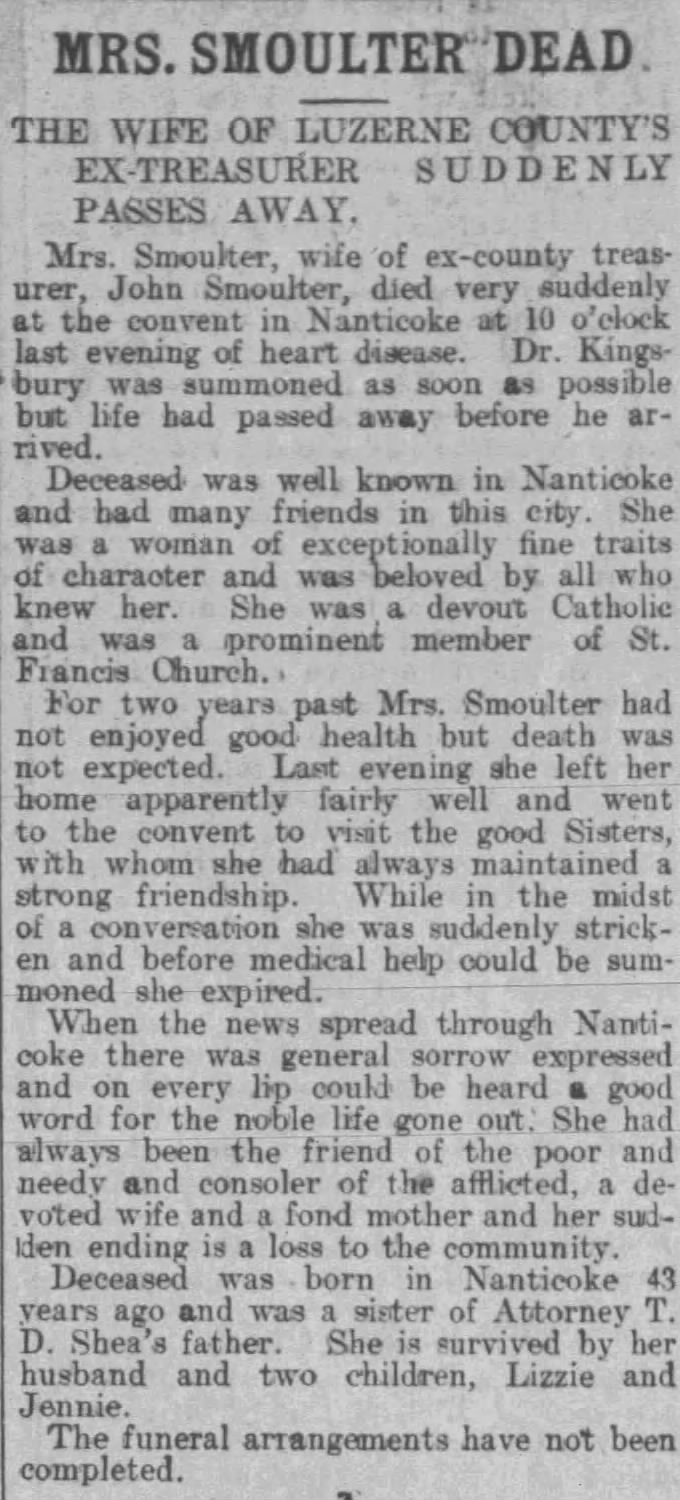 MRS. SMOULTER DEAD.
THE WIFE OF LUZERNE COUNTY'S
EX-TREASURER SUDDENLY
PASSES AWAY.
Mrs. Smoulter, wife of ex-county treas-
urer, John Smoulter, died very suddenly
at the convent in Nanticoke at 10 o'clock
last evening of heart disease. Dr. Kings-
bury was summoned as soon as possible
but life had passed away before he ar-
rived.
Deceased was well known in Nanticoke
and had many friends in this city. She
was a woman of exceptionally fine traits
of character and was beloved by all who
knew her. She was a devout Catholic
and was a prominent member of St.
Francis Church.
For two years past Mrs. Smoulter had
not enjoyed good health but death was
not expected. Last evening she left her
home apparently fairly well and went
to the convent to visit the good Sisters,
with whom she had always maintained a
strong friendship. While in the midst
of a conversation she was suddenly strick-
en and before medical help could be sum-
moned she expired.
When the news spread through Nanti-
coke there was general sorrow expressed
and on every lip could be heard a good
word for the noble life gone out. She had
always been the friend of the poor and
needy and consoler of the afflicted, a de-
voted wife and a fond mother and her sud-
den ending is a loss to the community.
Deceased was born in Nanticoke 43
years ago and was a sister of Attorney T.
D. Shea's father. She is survived by her
husband and two children, Lizzie and
Jennie.
The funeral arrangements have not been
completed.